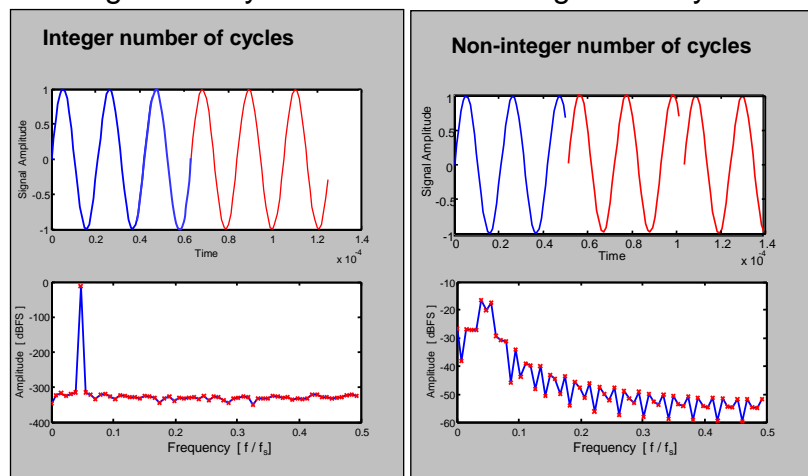 Integer number of cycles
Signal Amplitude
1
0.5
0
-0.5
-1
0 0.2 0.4 0.6 0.8 1 1.2 1.4
Time
x 10⁻⁴
Amplitude [ dBFS ]
0
-100
-200
-300
-400
0 0.1 0.2 0.3 0.4 0.5
Frequency [ f / fs]
Non-integer number of cycles
Signal Amplitude
1
0.5
0
-0.5
-1
0 0.2 0.4 0.6 0.8 1 1.2 1.4
Time
x 10⁻⁴
Amplitude [ dBFS ]
-10
-20
-30
-40
-50
-60
0 0.1 0.2 0.3 0.4 0.5
Frequency [ f / fs]